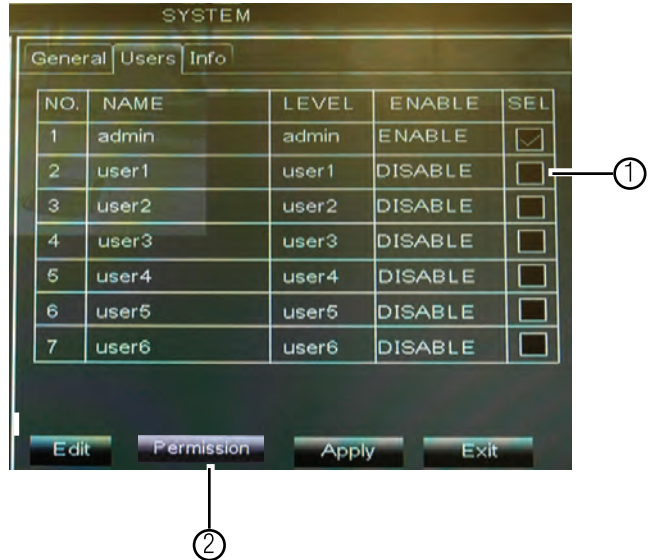 SYSTEM
General Users Info
NO. NAME LEVEL ENABLE SEL
1 admin admin ENABLE
2 user1 user1 DISABLE
3 user2 user2 DISABLE
4 user3 user3 DISABLE
5 user4 user4 DISABLE
6 user5 user5 DISABLE
7 user6 user6 DISABLE
Edit Permission Apply Exit
①
②